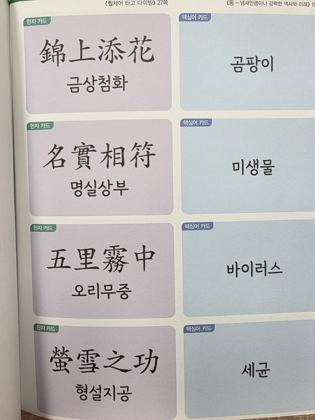 《휠체어 타고 다이빙》 27쪽
한자 카드
錦上添花
금상첨화
한자 카드
名實相符
명실상부
한자 카드
五里霧中
오리무중
한자 카드
螢雪之功
형설지공
《똥 – 냄새만큼이나 강력한 역사와 미래》
핵심어 카드
곰팡이
핵심어 카드
미생물
핵심어 카드
바이러스
핵심어 카드
세균